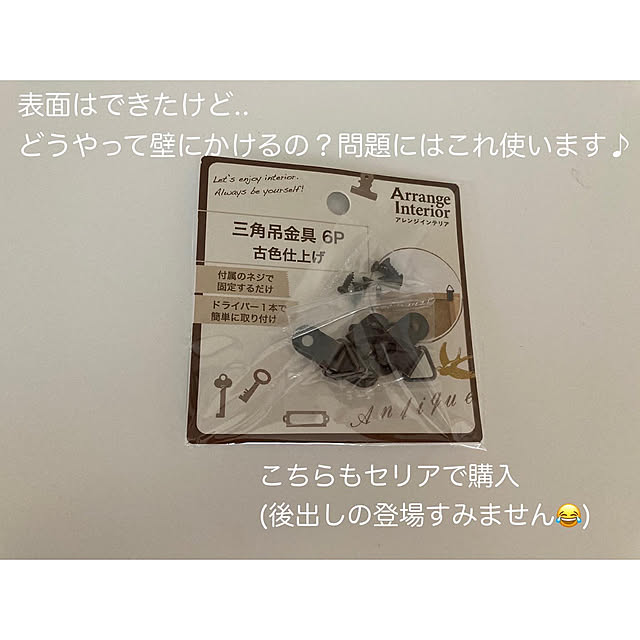 表面はできたけど..
どうやって壁にかけるの？問題にはこれ使います♪
Let's enjoy interior.
Always be yourself!
Arrange
Interior
アレンジインテリア
三角吊金具 6P
古色仕上げ
付属のネジで
固定するだけ
ドライバー1本で
簡単に取り付け
Antique
こちらもセリアで購入
(後出しの登場すみません😂)